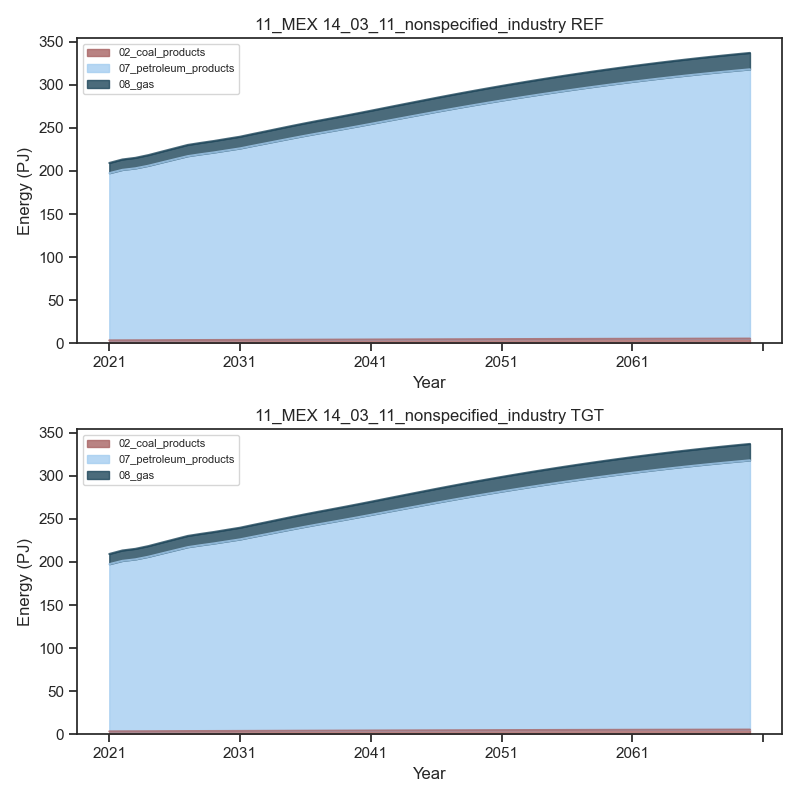 11_MEX 14_03_11_nonspecified_industry REF
350
300
250
200
150
100
50
0
Energy (PJ)
02_coal_products
07_petroleum_products
08_gas
2021 2031 2041 2051 2061
Year
11_MEX 14_03_11_nonspecified_industry TGT
350
300
250
200
150
100
50
0
Energy (PJ)
02_coal_products
07_petroleum_products
08_gas
2021 2031 2041 2051 2061
Year